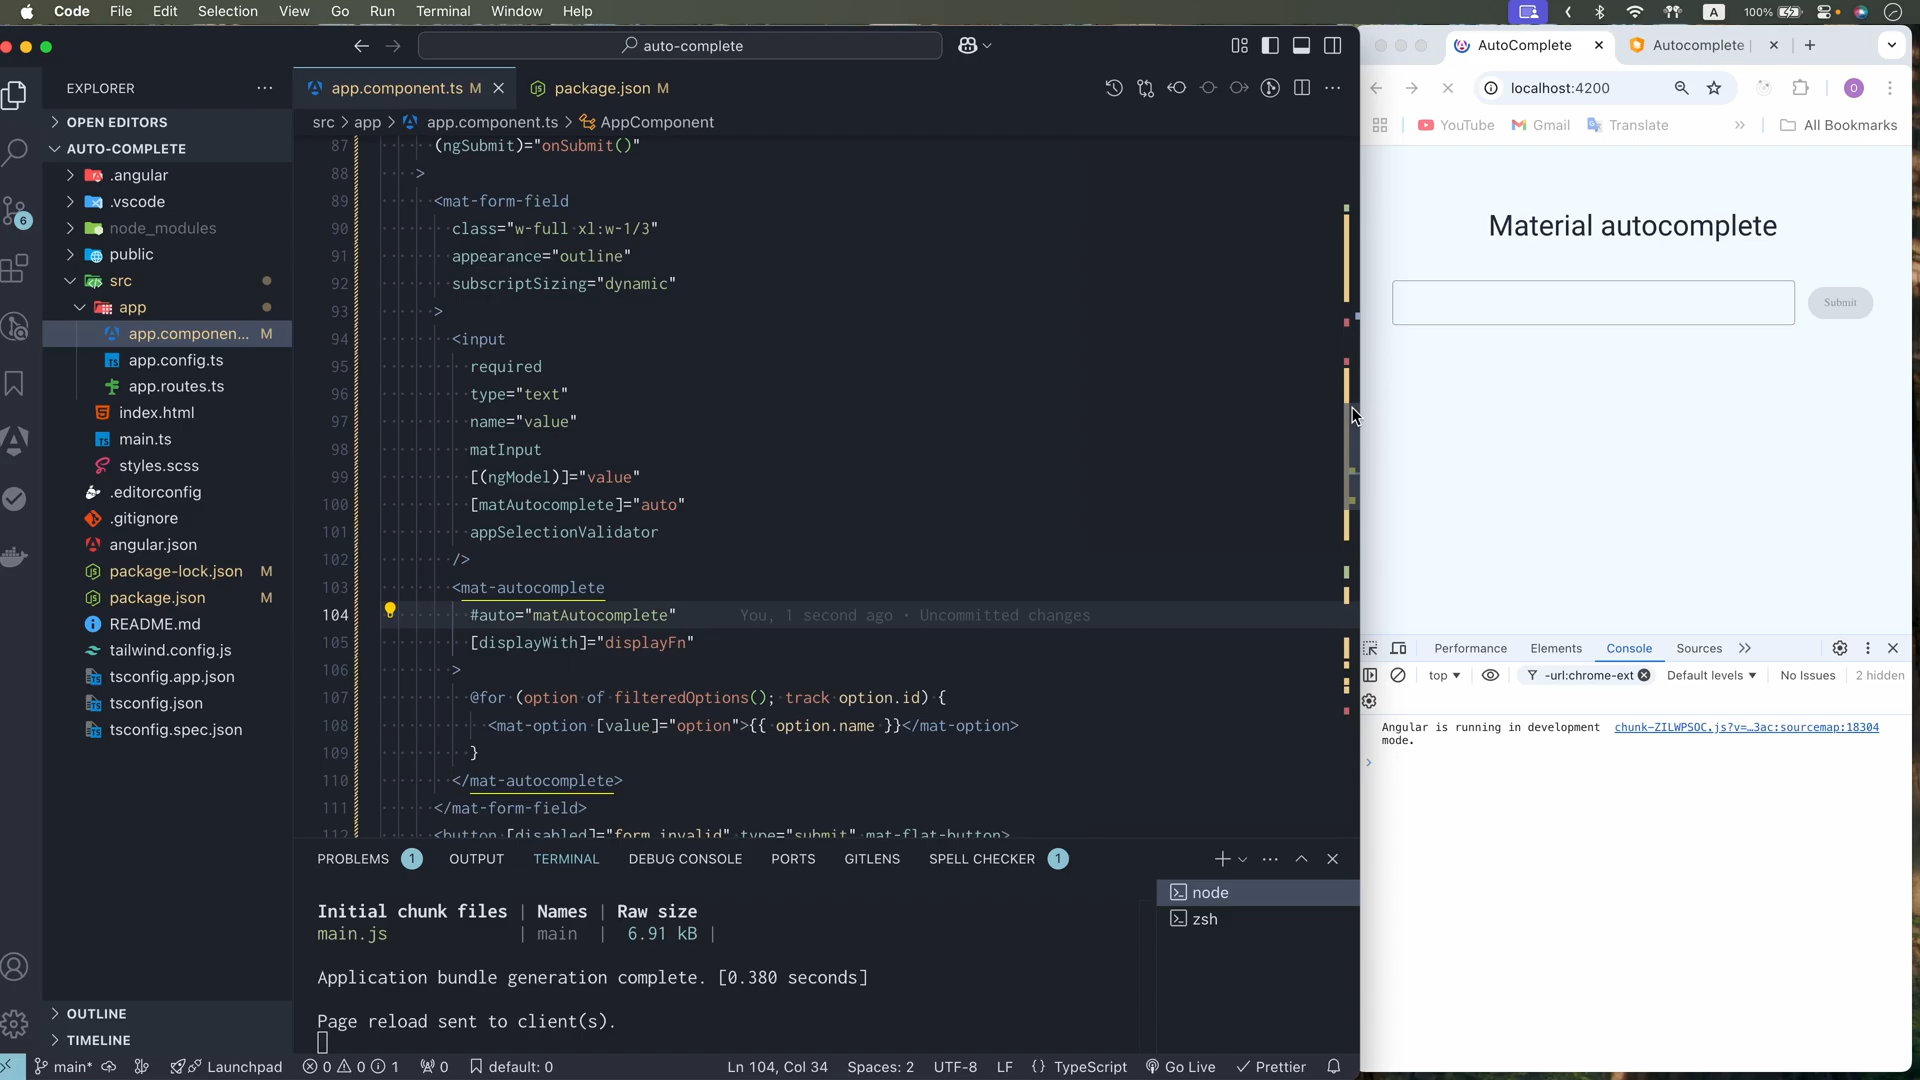 Code File Edit Selection View Go Run Terminal Window Help
A 100%
auto-complete
EXPLORER
OPEN EDITORS
AUTO-COMPLETE
.angular
.vscode
node_modules
public
src
app
app.componen... M
app.config.ts
app.routes.ts
index.html
main.ts
styles.scss
.editorconfig
.gitignore
angular.json
package-lock.json M
package.json M
README.md
tailwind.config.js
tsconfig.app.json
tsconfig.json
tsconfig.spec.json
OUTLINE
TIMELINE
6
app.component.ts M
package.json M
src > app > app.component.ts > AppComponent
87 (ngSubmit)="onSubmit()"
88 >
89 <mat-form-field
90 class="w-full xl:w-1/3"
91 appearance="outline"
92 subscriptSizing="dynamic"
93 >
94 <input
95 required
96 type="text"
97 name="value"
98 matInput
99 [(ngModel)]="value"
100 [matAutocomplete]="auto"
101 appSelectionValidator
102 />
103 <mat-autocomplete
104 #auto="matAutocomplete" You, 1 second ago • Uncommitted changes
105 [displayWith]="displayFn"
106 >
107 @for (option of filteredOptions(); track option.id) {
108 <mat-option [value]="option">{{ option.name }}</mat-option>
109 }
110 </mat-autocomplete>
111 </mat-form-field>
112 <button [disabled]="form.invalid" type="submit" mat-flat-button>
PROBLEMS 1 OUTPUT TERMINAL DEBUG CONSOLE PORTS GITLENS SPELL CHECKER 1
Initial chunk files | Names | Raw size
main.js | main | 6.91 kB |
Application bundle generation complete. [0.380 seconds]
Page reload sent to client(s).
node
zsh
main* Launchpad 0 0 1 0 default: 0 Ln 104, Col 34 Spaces: 2 UTF-8 LF {} TypeScript Go Live Prettier
AutoComplete
Autocomplete |
localhost:4200
O
YouTube Gmail Translate » All Bookmarks
Material autocomplete
Submit
Performance Elements Console Sources
top -url:chrome-ext Default levels No Issues 2 hidden
Angular is running in development chunk-ZILWPSOC.js?v=…3ac:sourcemap:18304
mode.